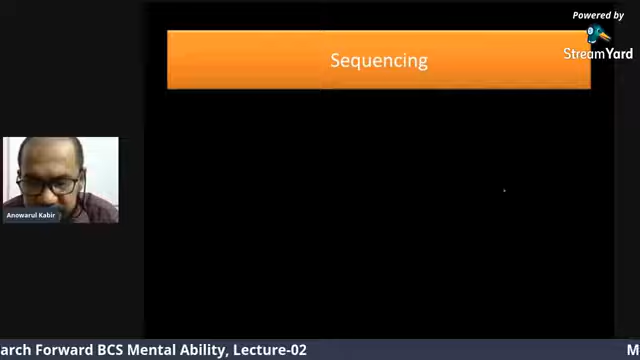 Powered by
StreamYard
Sequencing
Anowarul Kabir
arch Forward BCS Mental Ability, Lecture-02
M